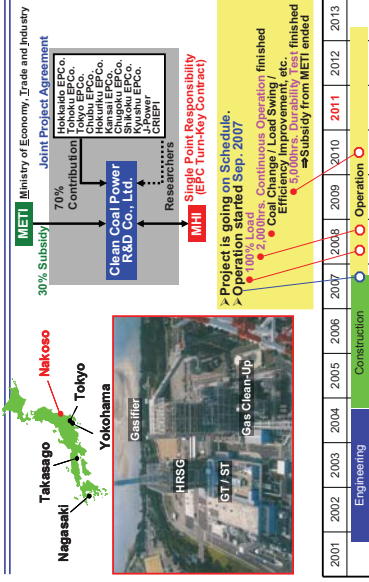 METI Ministry of Economy, Trade and Industry
30% Subsidy
Joint Project Agreement
70%
Contribution
Hokkaido EPCo.
Tohoku EPCo.
Tokyo EPCo.
Chubu EPCo.
Hokuriku EPCo.
Kansai EPCo.
Chugoku EPCo.
Shikoku EPCo.
Kyushu EPCo.
J-Power
CRIEPI
Clean Coal Power
R&D Co., Ltd.
Researchers
MHI
Single Point Responsibility
(EPC Turn-Key Contract)
Nakoso
Tokyo
Yokohama
Takasago
Nagasaki
Gasifier
HRSG
GT / ST
Gas Clean-Up
➤ Project is going on Schedule.
➤ Operation started Sep. 2007
100% Load
2,000hrs. Continuous Operation finished
Coal Change / Load Swing /
Efficiency Improvement, etc.
5,000hrs. Durability Test finished
⇒Subsidy from METI ended
2001 2002 2003 2004 2005 2006 2007 2008 2009 2010 2011 2012 2013
Engineering Construction Operation